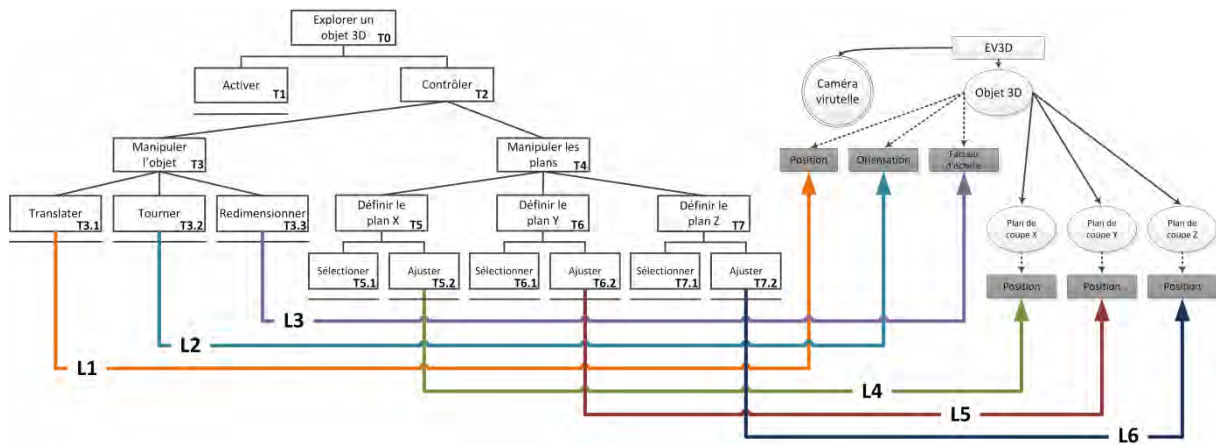 Explorer un
objet 3D
T0
Activer
T1
Contrôler
T2
Manipuler
l'objet
T3
Manipuler les
plans
T4
Translater
T3.1
Tourner
T3.2
Redimensionner
T3.3
Définir le
plan X
T5
Définir le
plan Y
T6
Définir le
plan Z
T7
Sélectionner
T5.1
Ajuster
T5.2
Sélectionner
T6.1
Ajuster
T6.2
Sélectionner
T7.1
Ajuster
T7.2
EV3D
Caméra
virutelle
Objet 3D
Position
Orientation
Facteur
d'échelle
Plan de
coupe X
Plan de
coupe Y
Plan de
coupe Z
Position
Position
Position
L3
L2
L1
L4
L5
L6